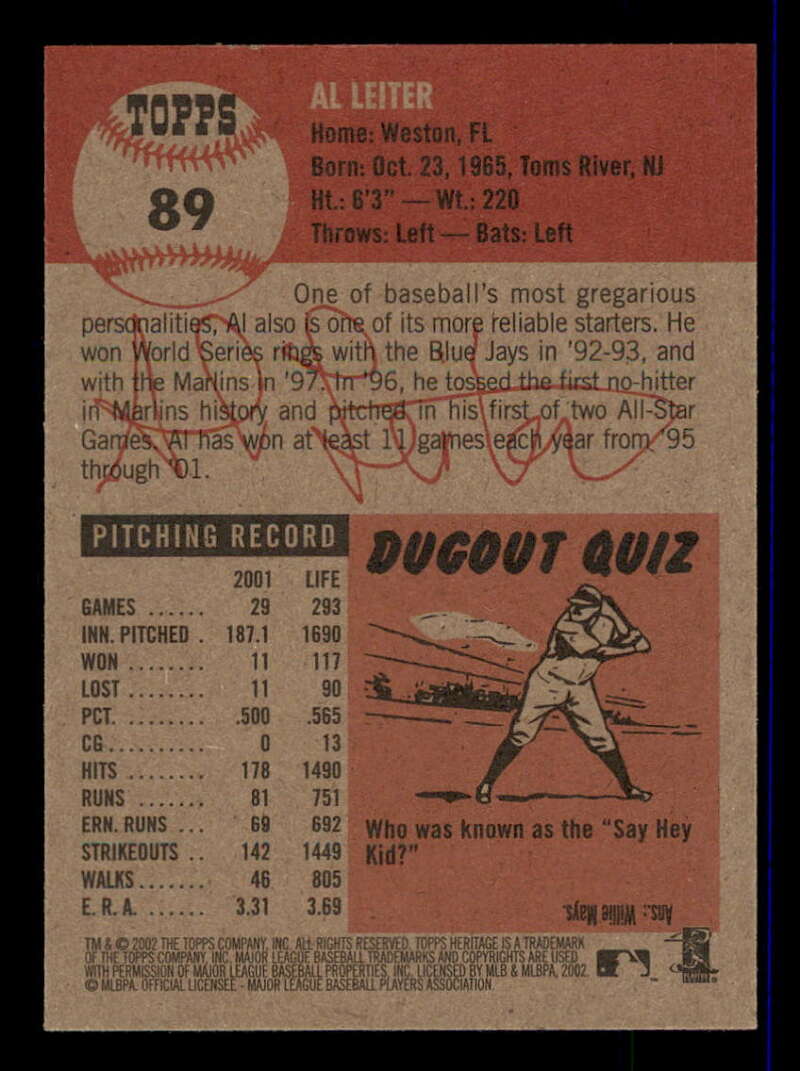 TOPPS
89
AL LEITER
Home: Weston, FL
Born: Oct. 23, 1965, Toms River, NJ
Ht.: 6'3" — Wt.: 220
Throws: Left — Bats: Left
One of baseball's most gregarious
personalities, Al also is one of its more reliable starters. He
won World Series rings with the Blue Jays in '92-93, and
with the Marlins in '97. In '96, he tossed the first no-hitter
in Marlins history and pitched in his first of two All-Star
Games. Al has won at least 11 games each year from '95
through '01.
PITCHING RECORD
2001 LIFE
GAMES ...... 29 293
INN. PITCHED . 187.1 1690
WON ........ 11 117
LOST ........ 11 90
PCT. ........ .500 .565
CG .......... 0 13
HITS ........ 178 1490
RUNS ....... 81 751
ERN. RUNS ... 69 692
STRIKEOUTS .. 142 1449
WALKS ....... 46 805
E. R. A. ...... 3.31 3.69
DUGOUT QUIZ
Who was known as the "Say Hey
Kid?"
Ans.: Willie Mays.
TM & © 2002 THE TOPPS COMPANY, INC. ALL RIGHTS RESERVED. TOPPS HERITAGE IS A TRADEMARK
OF THE TOPPS COMPANY, INC. MAJOR LEAGUE BASEBALL TRADEMARKS AND COPYRIGHTS ARE USED
WITH PERMISSION OF MAJOR LEAGUE BASEBALL PROPERTIES, INC. LICENSED BY MLB & MLBPA, 2002.
© MLBPA. OFFICIAL LICENSEE - MAJOR LEAGUE BASEBALL PLAYERS ASSOCIATION.